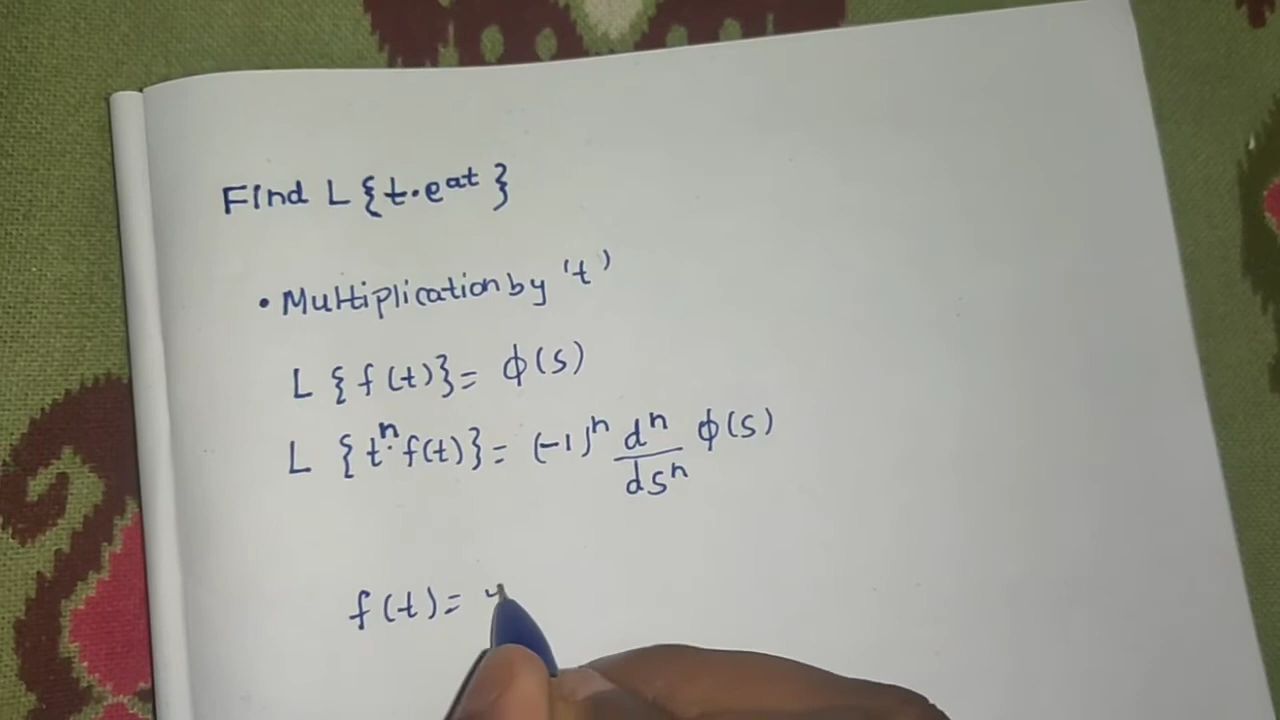 Find L {t.e^at}
• Multiplication by 't'
L {f(t)} = ϕ(s)
L {t^n.f(t)} = (-1)^n d^n/ds^n ϕ(s)
f(t) =